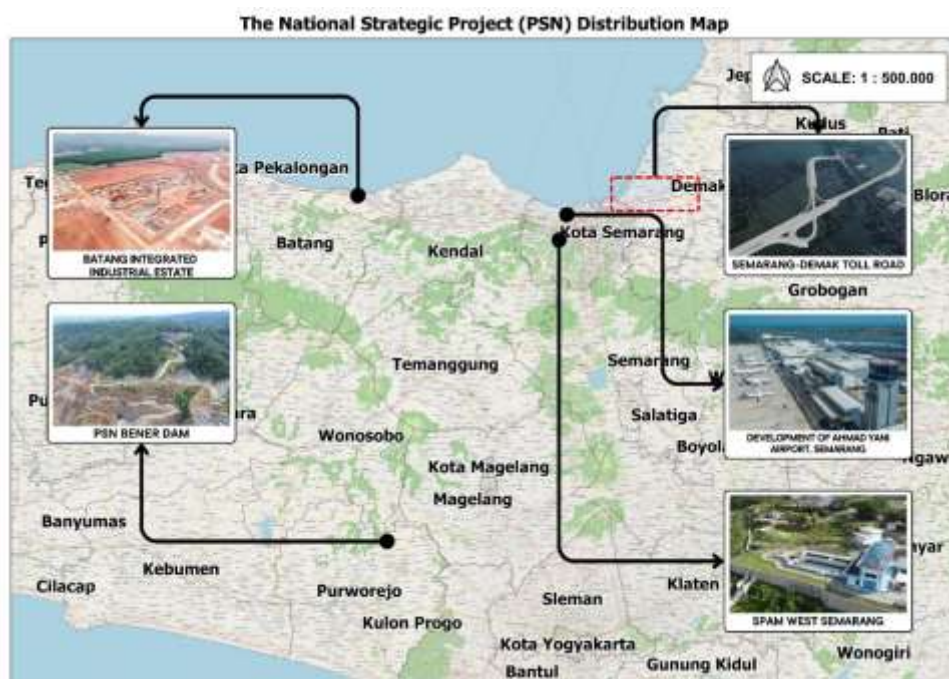 The National Strategic Project (PSN) Distribution Map
SCALE: 1 : 500.000
Kudus
Pekalongan
Demak
Blora
Batang
Kendal
Kota Semarang
BATANG INTEGRATED
INDUSTRIAL ESTATE
SEMARANG-DEMAK TOLL ROAD
Grobogan
Temanggung
Semarang
Salatiga
PSN BENER DAM
Wonosobo
DEVELOPMENT OF AHMAD YANI
AIRPORT, SEMARANG
Kota Magelang
Magelang
Banyumas
Kebumen
Cilacap
Purworejo
Sleman
Klaten
Kulon Progo
SPAM WEST SEMARANG
Kota Yogyakarta
Bantul
Gunung Kidul
Wonogiri